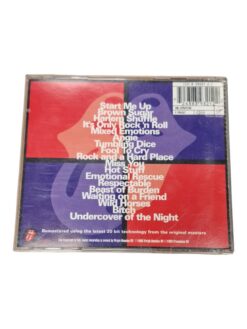 Start Me Up
Brown Sugar
Harlem Shuffle
It's Only Rock 'n Roll
Mixed Emotions
Angie
Tumbling Dice
Fool To Cry
Rock and a Hard Place
Miss You
Hot Stuff
Emotional Rescue
Respectable
Beast of Burden
Waiting on a Friend
Wild Horses
Bitch
Undercover of the Night
Remastered using the latest 20 bit technology from the original masters